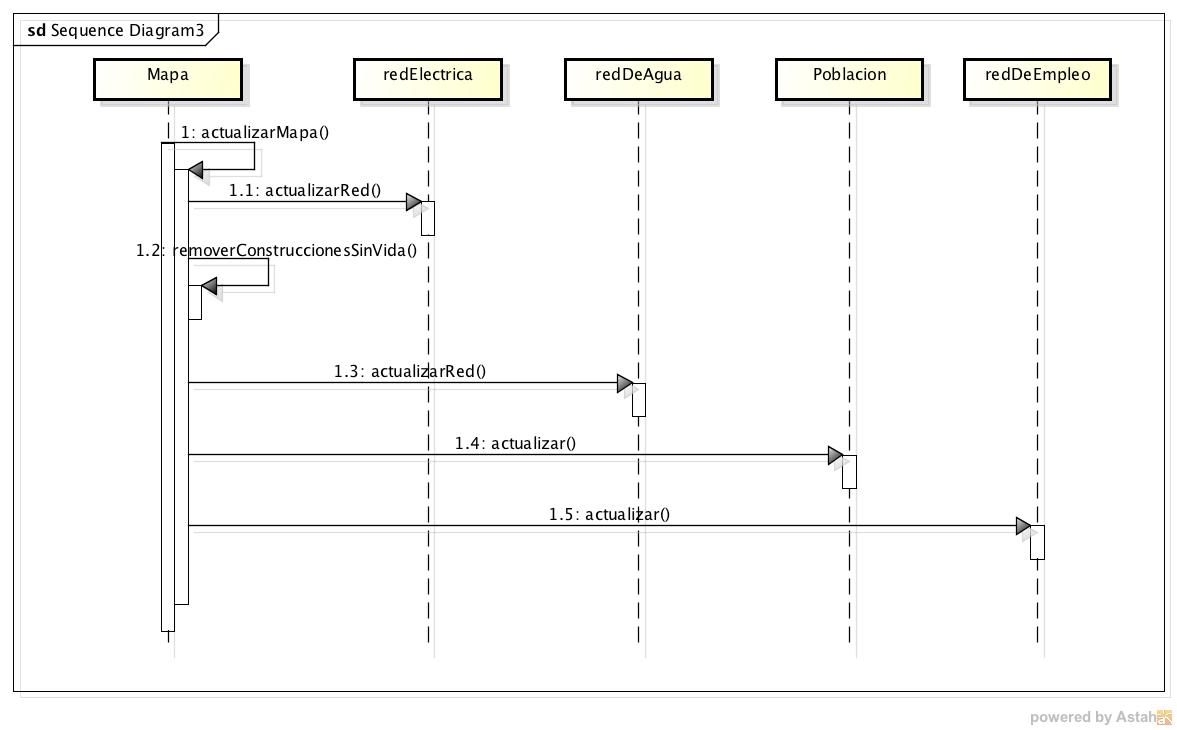 sd Sequence Diagram3
Mapa
redElectrica
redDeAgua
Poblacion
redDeEmpleo
1: actualizarMapa()
1.1: actualizarRed()
1.2: removerConstruccionesSinVida()
1.3: actualizarRed()
1.4: actualizar()
1.5: actualizar()
powered by Astah